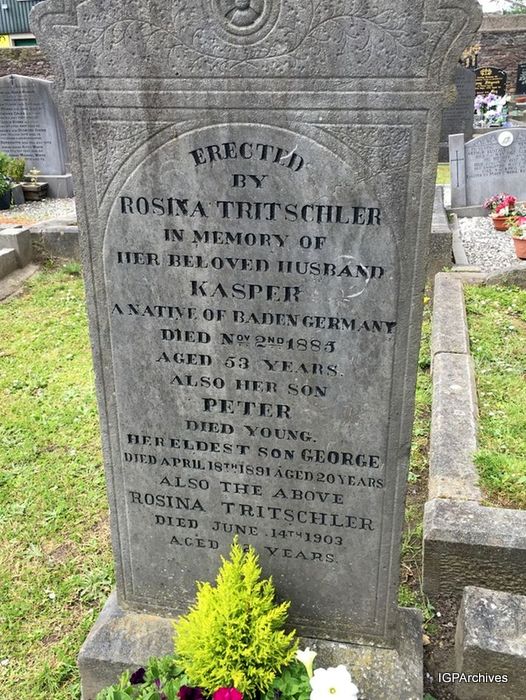 ERECTED
BY
ROSINA TRITSCHLER
IN MEMORY OF
HER BELOVED HUSBAND
KASPER
A NATIVE OF BADEN GERMANY
DIED NOV 2ND 1885
AGED 53 YEARS.
ALSO HER SON
PETER
DIED YOUNG.
HER ELDEST SON GEORGE
DIED APRIL 18TH 1891 AGED 20 YEARS
ALSO THE ABOVE
ROSINA TRITSCHLER
DIED JUNE 14TH 1903
AGED YEARS.
IGPArchives